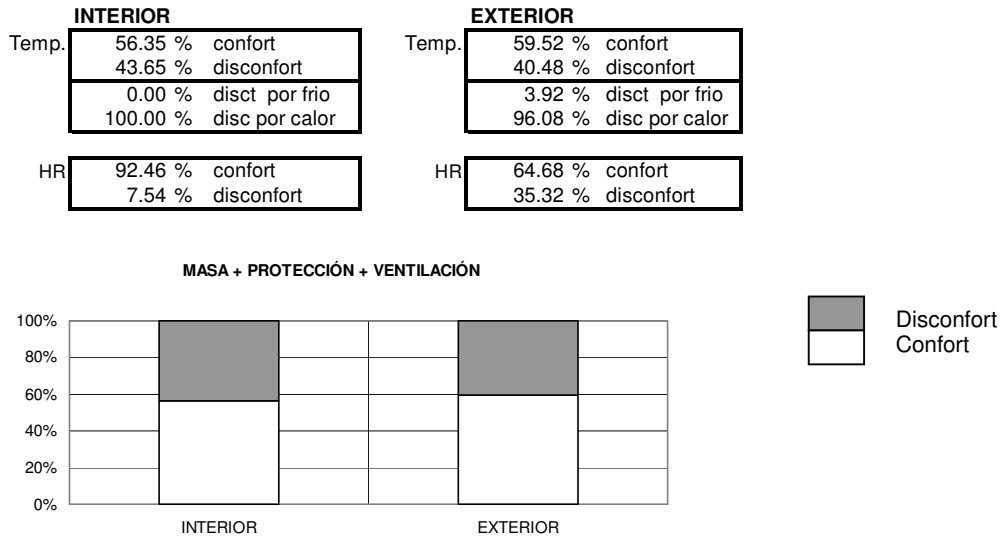 INTERIOR EXTERIOR
Temp. 56.35 % confort Temp. 59.52 % confort
43.65 % disconfort 40.48 % disconfort
0.00 % disct por frio 3.92 % disct por frio
100.00 % disc por calor 96.08 % disc por calor
HR 92.46 % confort HR 64.68 % confort
7.54 % disconfort 35.32 % disconfort
MASA + PROTECCIÓN + VENTILACIÓN
100%
80%
60%
40%
20%
0%
INTERIOR EXTERIOR
Disconfort
Confort